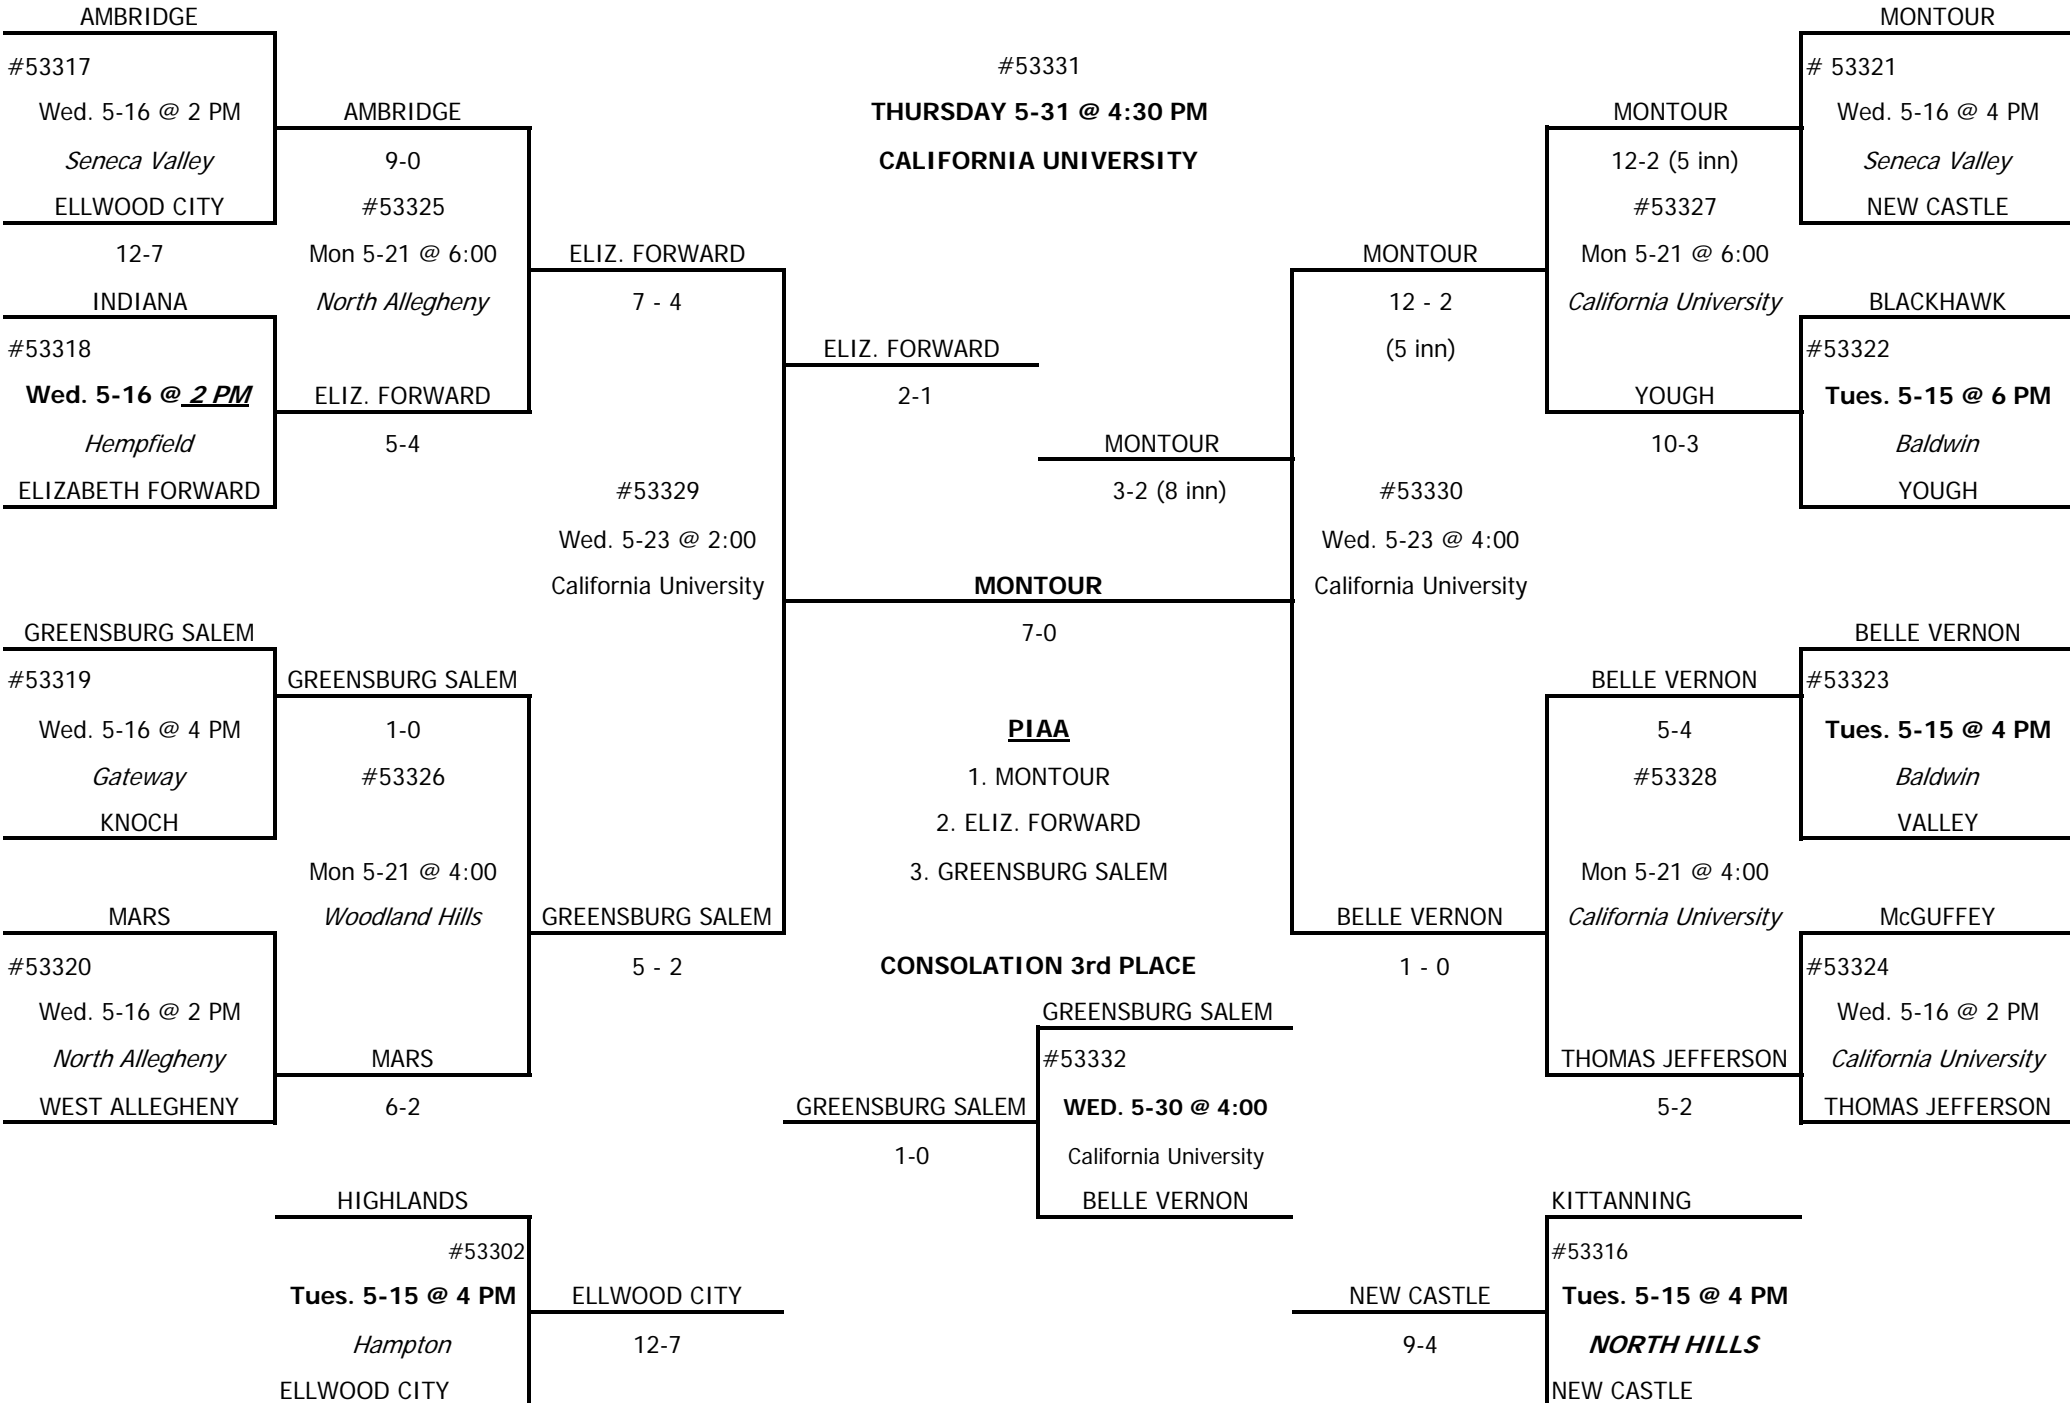 AMBRIDGE
#53317
Wed. 5-16 @ 2 PM
Seneca Valley
ELLWOOD CITY
12-7
INDIANA
#53318
Wed. 5-16 @ 2 PM
Hempfield
ELIZABETH FORWARD
GREENSBURG SALEM
#53319
Wed. 5-16 @ 4 PM
Gateway
KNOCH
MARS
#53320
Wed. 5-16 @ 2 PM
North Allegheny
WEST ALLEGHENY
AMBRIDGE
9-0
#53325
Mon 5-21 @ 6:00
North Allegheny
ELIZ. FORWARD
5-4
GREENSBURG SALEM
1-0
#53326
Mon 5-21 @ 4:00
Woodland Hills
MARS
6-2
HIGHLANDS
#53302
Tues. 5-15 @ 4 PM
Hampton
ELLWOOD CITY
ELIZ. FORWARD
7 - 4
#53329
Wed. 5-23 @ 2:00
California University
GREENSBURG SALEM
5 - 2
ELLWOOD CITY
12-7
#53331
THURSDAY 5-31 @ 4:30 PM
CALIFORNIA UNIVERSITY
ELIZ. FORWARD
2-1
MONTOUR
3-2 (8 inn)
MONTOUR
7-0
PIAA
1. MONTOUR
2. ELIZ. FORWARD
3. GREENSBURG SALEM
CONSOLATION 3rd PLACE
GREENSBURG SALEM
#53332
WED. 5-30 @ 4:00
California University
BELLE VERNON
GREENSBURG SALEM
1-0
MONTOUR
12 - 2
(5 inn)
#53330
Wed. 5-23 @ 4:00
California University
BELLE VERNON
1 - 0
NEW CASTLE
9-4
MONTOUR
12-2 (5 inn)
#53327
Mon 5-21 @ 6:00
California University
YOUGH
10-3
BELLE VERNON
5-4
#53328
Mon 5-21 @ 4:00
California University
THOMAS JEFFERSON
5-2
KITTANNING
#53316
Tues. 5-15 @ 4 PM
NORTH HILLS
NEW CASTLE
MONTOUR
# 53321
Wed. 5-16 @ 4 PM
Seneca Valley
NEW CASTLE
BLACKHAWK
#53322
Tues. 5-15 @ 6 PM
Baldwin
YOUGH
BELLE VERNON
#53323
Tues. 5-15 @ 4 PM
Baldwin
VALLEY
McGUFFEY
#53324
Wed. 5-16 @ 2 PM
California University
THOMAS JEFFERSON